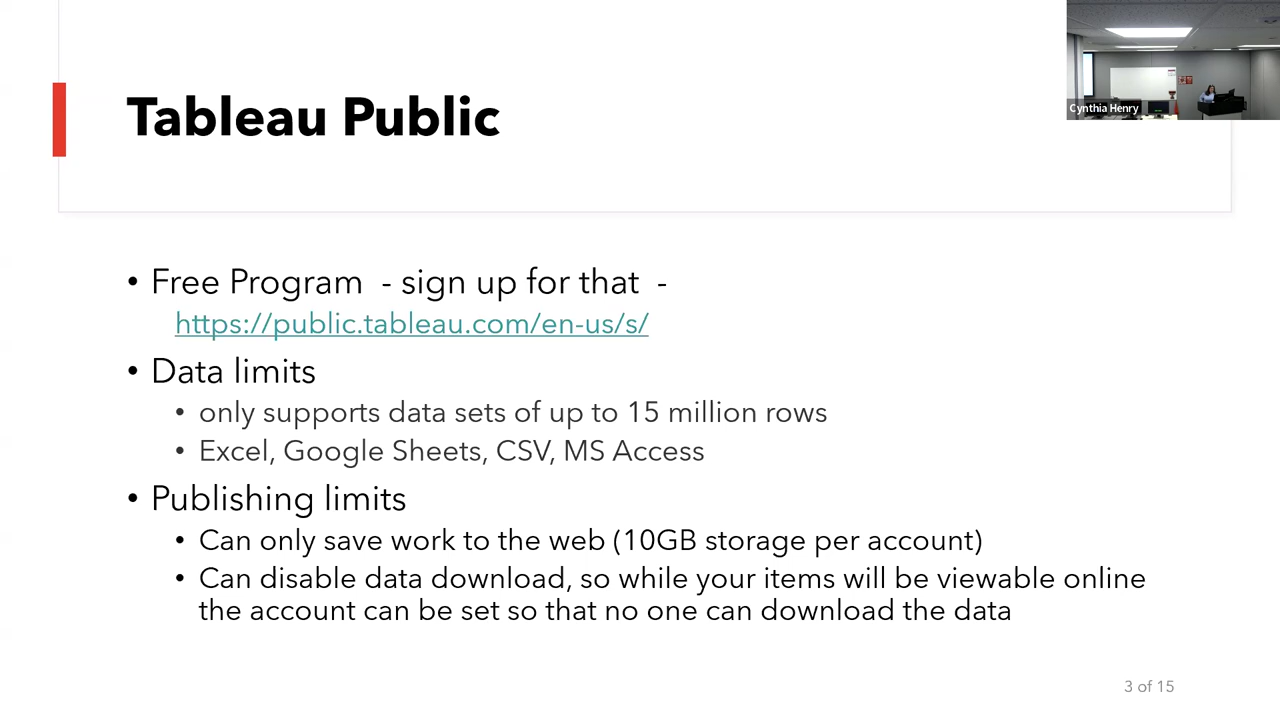 Tableau Public
Cynthia Henry
• Free Program - sign up for that -
https://public.tableau.com/en-us/s/
• Data limits
• only supports data sets of up to 15 million rows
• Excel, Google Sheets, CSV, MS Access
• Publishing limits
• Can only save work to the web (10GB storage per account)
• Can disable data download, so while your items will be viewable online
the account can be set so that no one can download the data
3 of 15